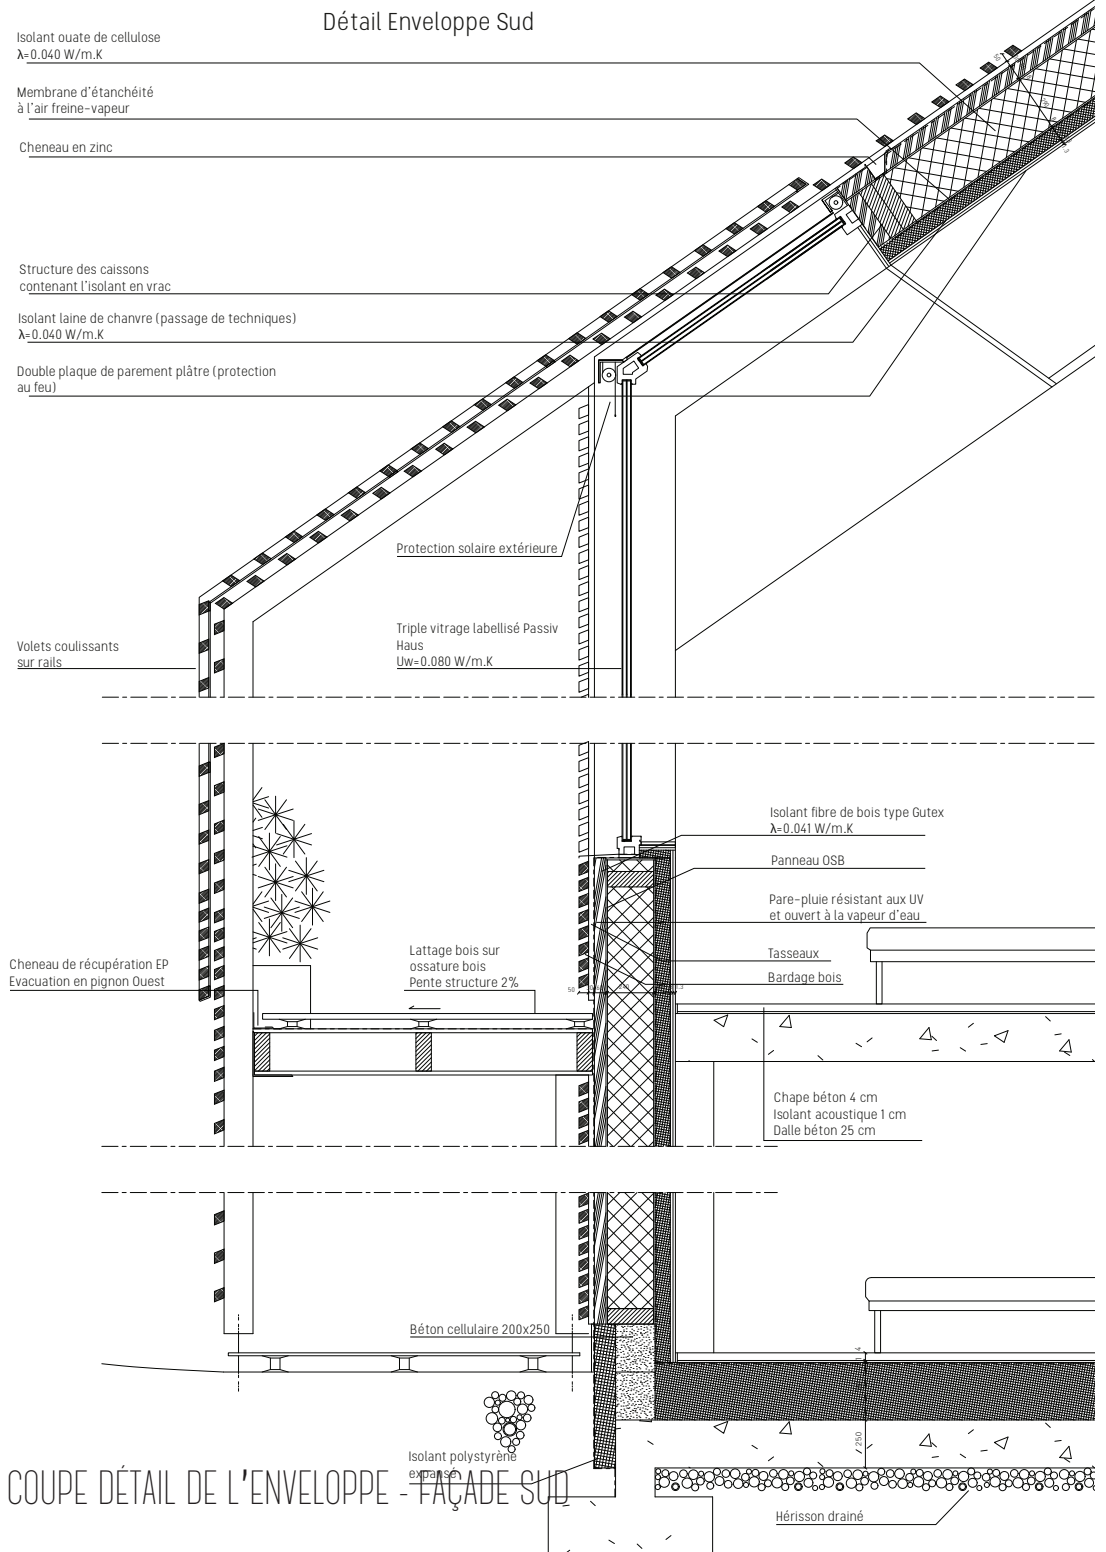 Détail Enveloppe Sud
Isolant ouate de cellulose
λ=0.040 W/m.K
Membrane d'étanchéité
à l'air freine-vapeur
Cheneau en zinc
Structure des caissons
contenant l'isolant en vrac
Isolant laine de chanvre (passage de techniques)
λ=0.040 W/m.K
Double plaque de parement plâtre (protection
au feu)
Protection solaire extérieure
Triple vitrage labellisé Passiv
Haus
Uw=0.080 W/m.K
Volets coulissants
sur rails
Isolant fibre de bois type Gutex
λ=0.041 W/m.K
Panneau OSB
Pare-pluie résistant aux UV
et ouvert à la vapeur d'eau
Tasseaux
Bardage bois
Lattage bois sur
ossature bois
Pente structure 2%
Cheneau de récupération EP
Evacuation en pignon Ouest
50
Chape béton 4 cm
Isolant acoustique 1 cm
Dalle béton 25 cm
Béton cellulaire 200x250
250
Isolant polystyrène
expansé
COUPE DÉTAIL DE L'ENVELOPPE - FAÇADE SUD
Hérisson drainé